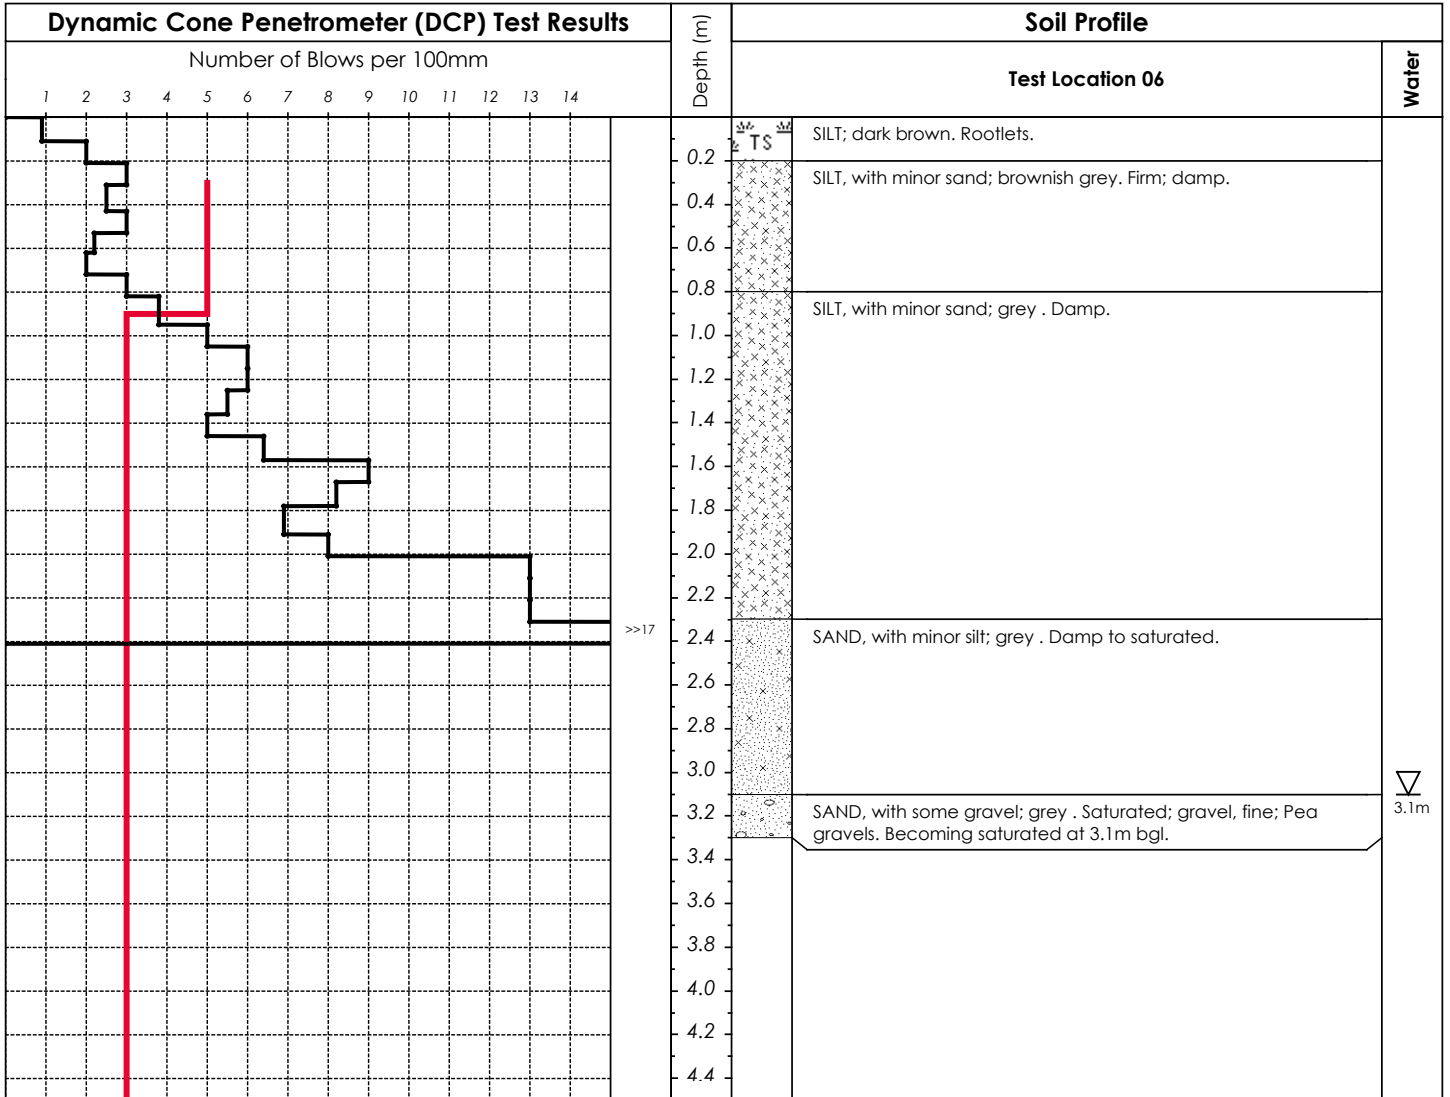 Dynamic Cone Penetrometer (DCP) Test Results
Number of Blows per 100mm
1 2 3 4 5 6 7 8 9 10 11 12 13 14
Depth (m)
Soil Profile
Test Location 06
Water
TS
SILT; dark brown. Rootlets.
0.2
SILT, with minor sand; brownish grey. Firm; damp.
0.4
0.6
0.8
SILT, with minor sand; grey . Damp.
1.0
1.2
1.4
1.6
1.8
2.0
2.2
>>17
2.4
SAND, with minor silt; grey . Damp to saturated.
2.6
2.8
3.0
3.2
SAND, with some gravel; grey . Saturated; gravel, fine; Pea
gravels. Becoming saturated at 3.1m bgl.
3.1m
3.4
3.6
3.8
4.0
4.2
4.4